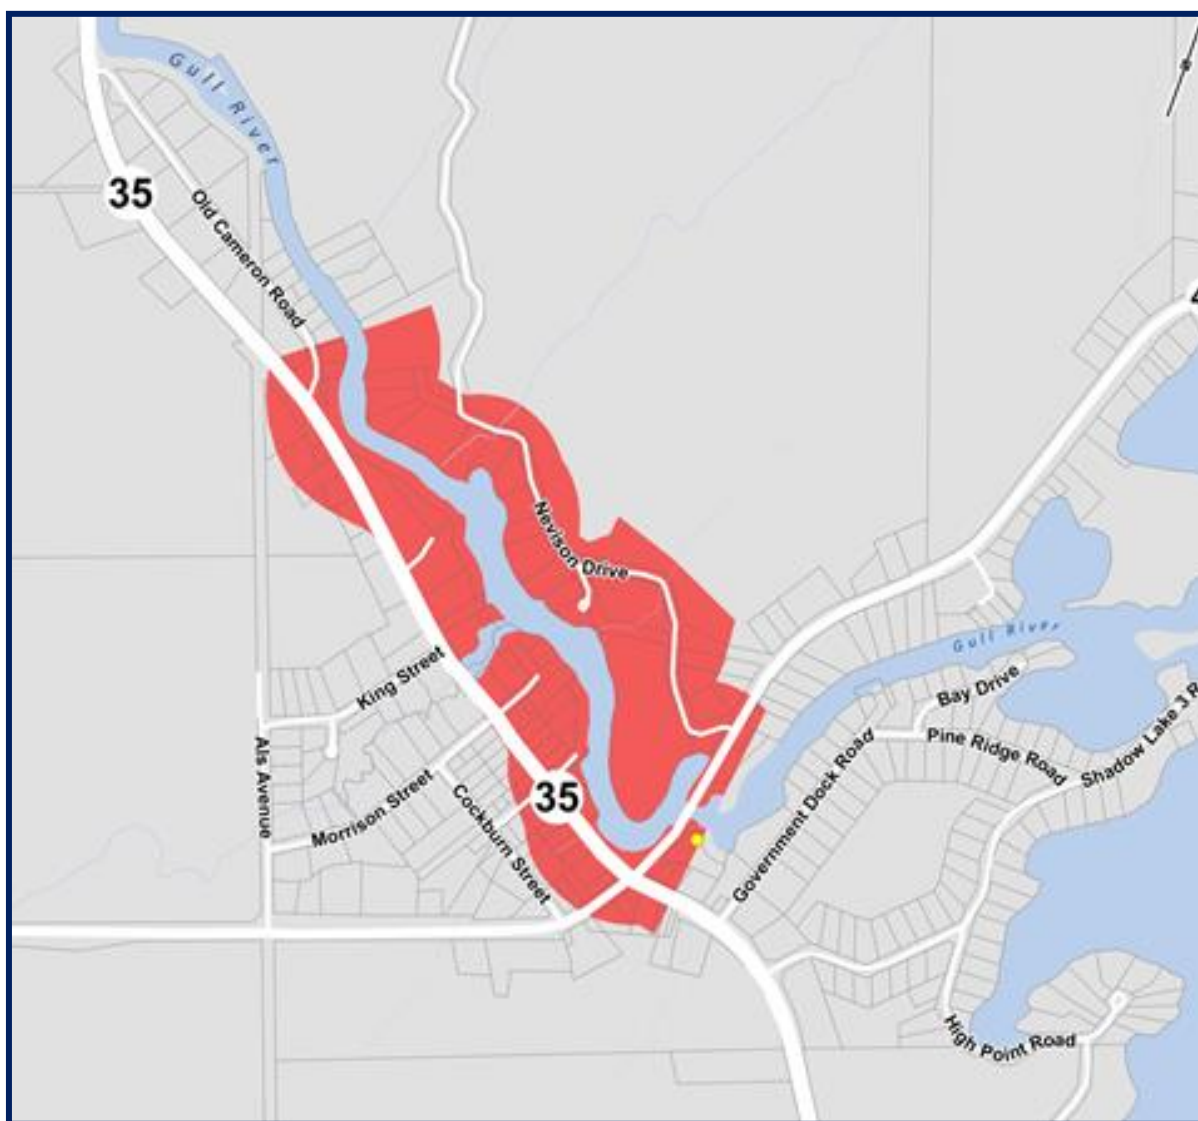 Gull River
35
Old Cameron Road
Nevison Drive
Gull River
King Street
Bay Drive
Pine Ridge Road
Als Avenue
Morrison Street
Cockburn Street
35
Government Dock Road
Shadow Lake 3 R
High Point Road